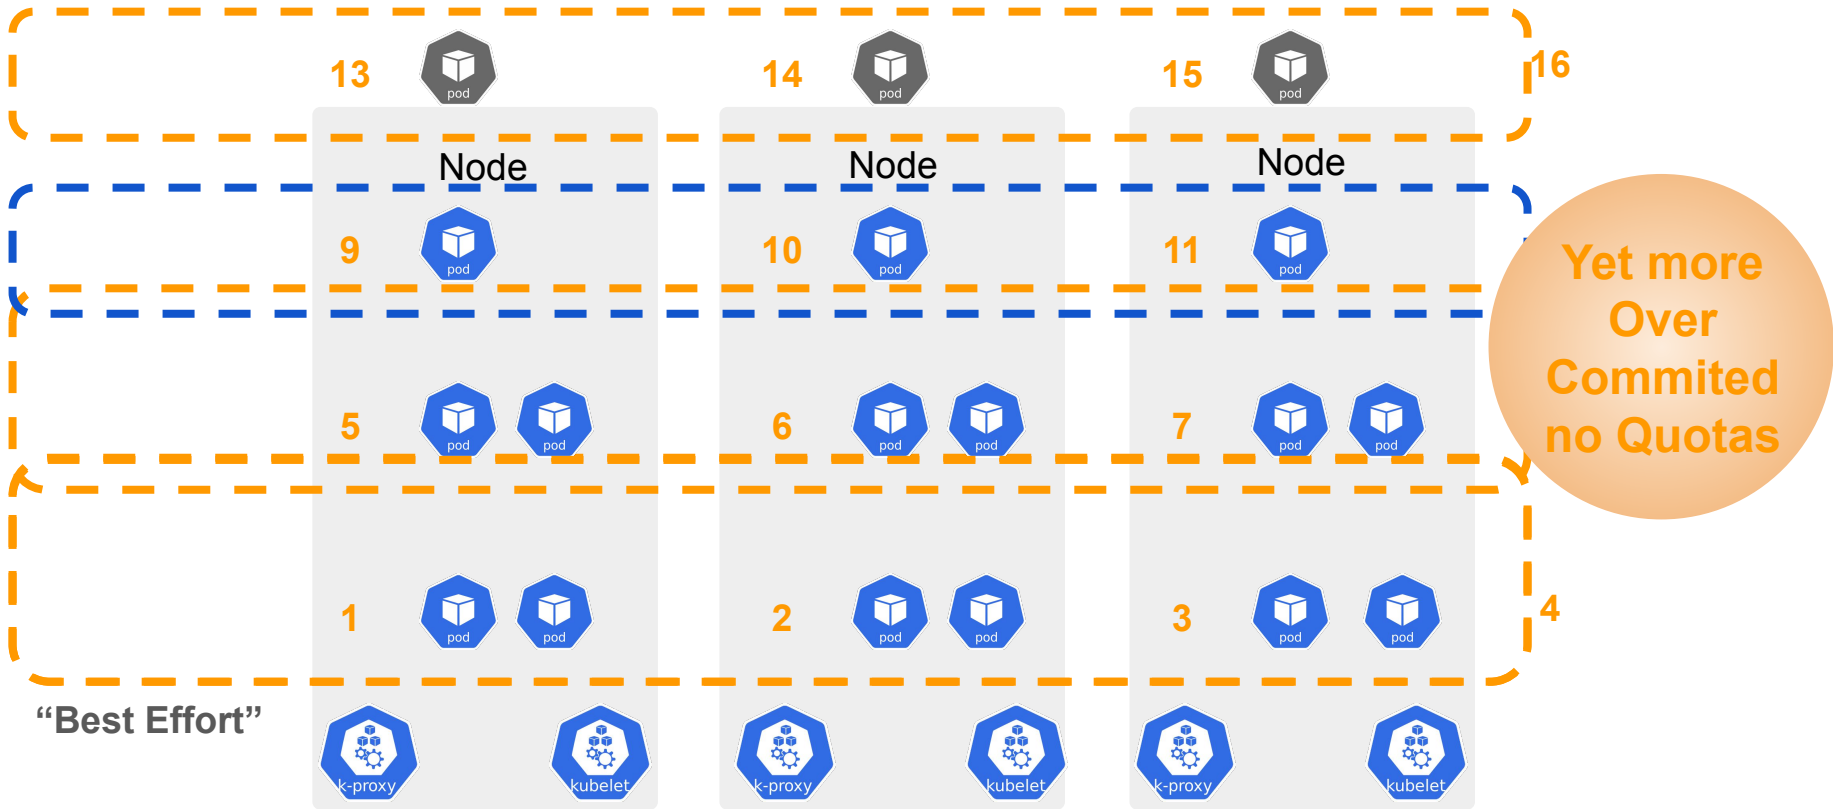 13 pod 14 pod 15 pod 16
Node Node Node
9 pod 10 pod 11 pod
Yet more
Over
Commited
no Quotas
5 pod pod 6 pod pod 7 pod pod
1 pod pod 2 pod pod 3 pod pod 4
“Best Effort”
k-proxy kubelet k-proxy kubelet k-proxy kubelet